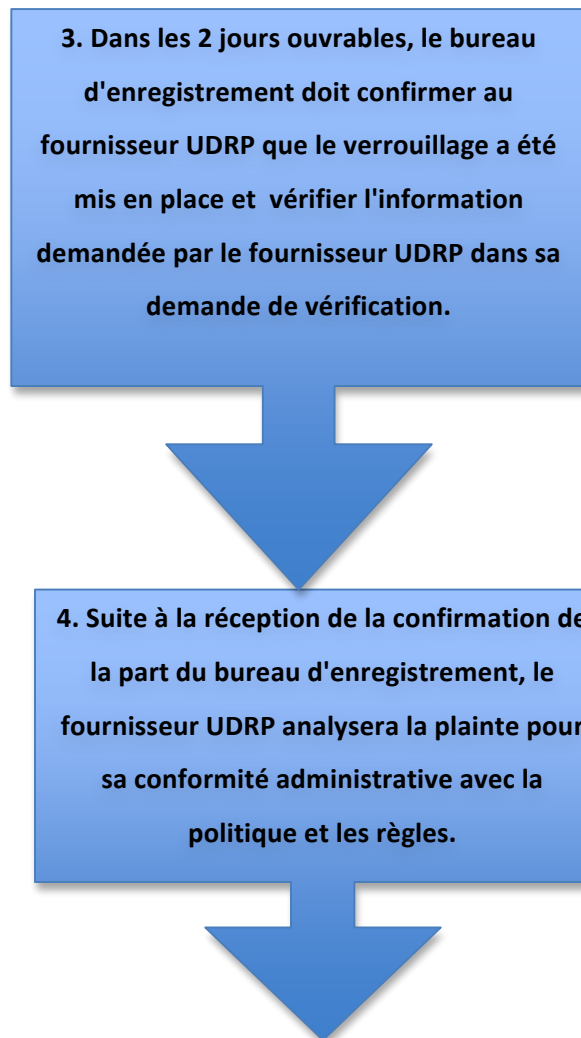 3. Dans les 2 jours ouvrables, le bureau
d'enregistrement doit confirmer au
fournisseur UDRP que le verrouillage a été
mis en place et  vérifier l'information
demandée par le fournisseur UDRP dans sa
demande de vérification.
4. Suite à la réception de la confirmation de
la part du bureau d'enregistrement, le
fournisseur UDRP analysera la plainte pour
sa conformité administrative avec la
politique et les règles.